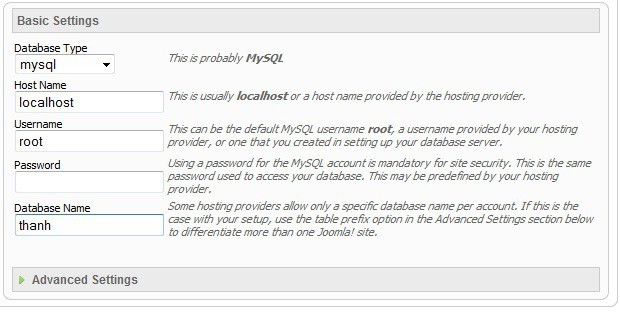 Basic Settings
Database Type
mysql
This is probably MySQL
Host Name
localhost
This is usually localhost or a host name provided by the hosting provider.
Username
root
This can be the default MySQL username root, a username provided by your hosting
provider, or one that you created in setting up your database server.
Password
Using a password for the MySQL account is mandatory for site security. This is the same
password used to access your database. This may be predefined by your hosting
provider.
Database Name
thanh
Some hosting providers allow only a specific database name per account. If this is the
case with your setup, use the table prefix option in the Advanced Settings section below
to differentiate more than one Joomla! site.
Advanced Settings